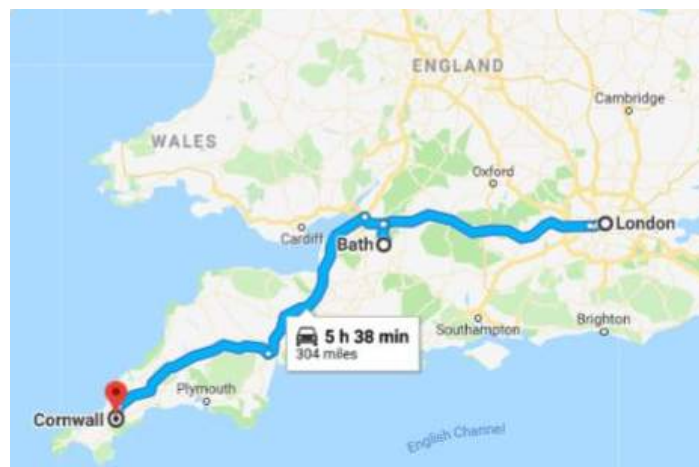 ENGLAND
Cambridge
WALES
Oxford
London
Cardiff
Bath
5 h 38 min
304 miles
Southampton
Brighton
Plymouth
Cornwall
English Channel